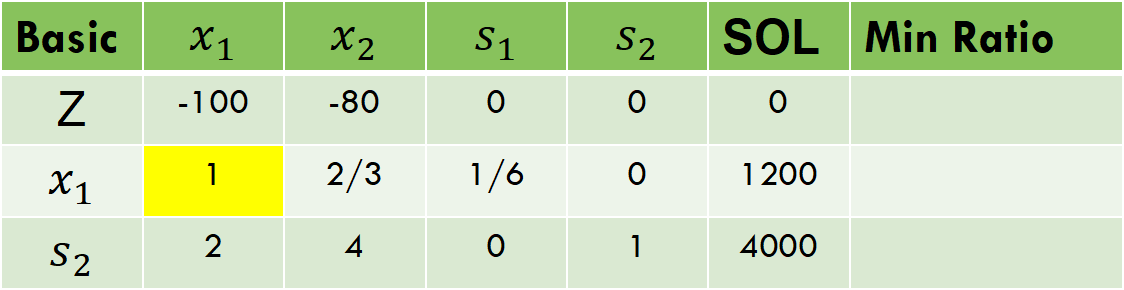 Basic x₁ x₂ s₁ s₂ SOL Min Ratio
Z -100 -80 0 0 0
x₁ 1 2/3 1/6 0 1200
s₂ 2 4 0 1 4000